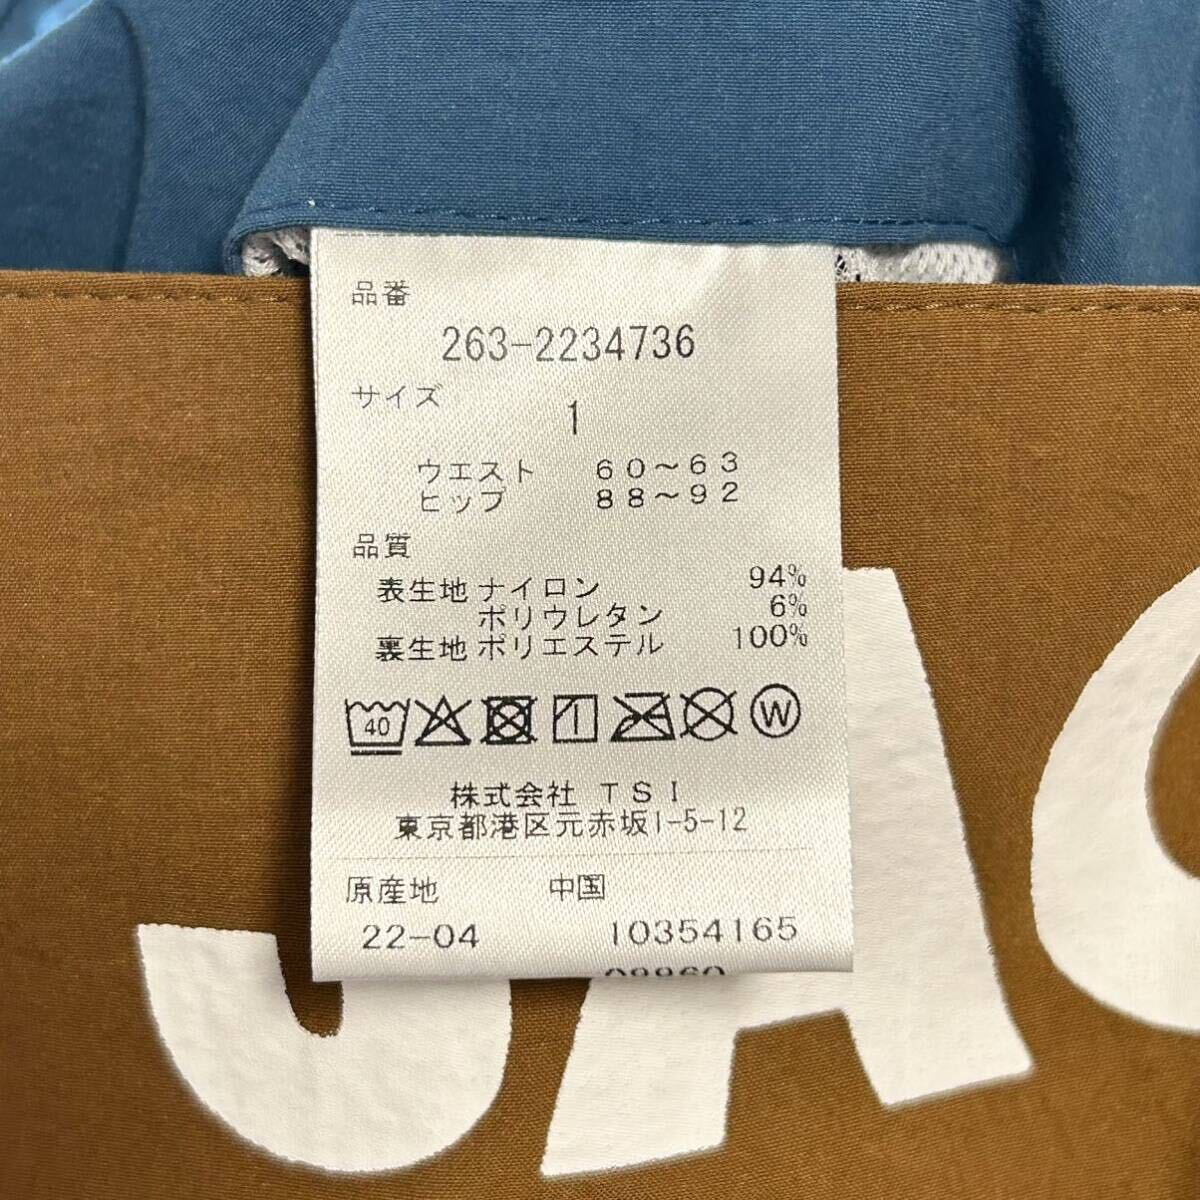 品番
263-2234736
サイズ
1
ウエスト 60～63
ヒップ 88～92
品質
表生地 ナイロン 94%
ポリウレタン 6%
裏生地 ポリエステル 100%
40 W
株式会社 TSI
東京都港区元赤坂1-5-12
原産地 中国
22-04 10354165
JA